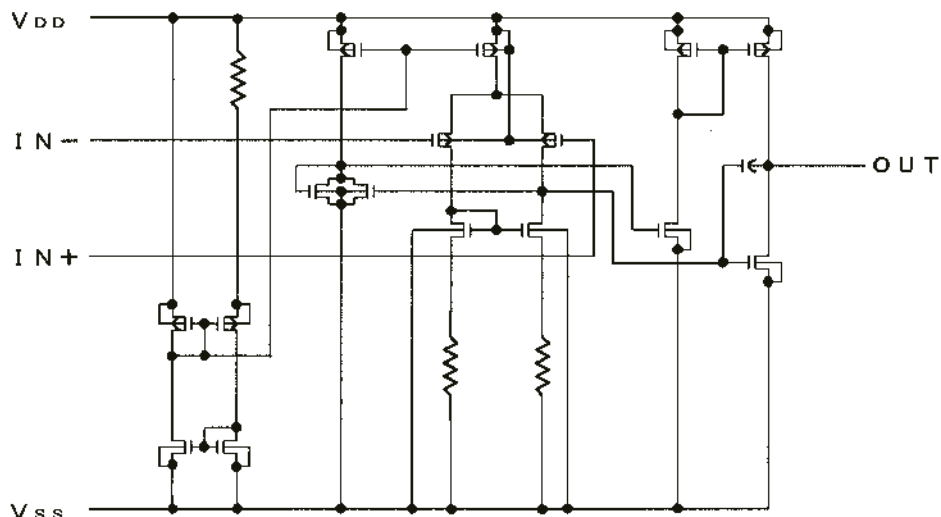 VDD
IN-
OUT
IN+
VSS